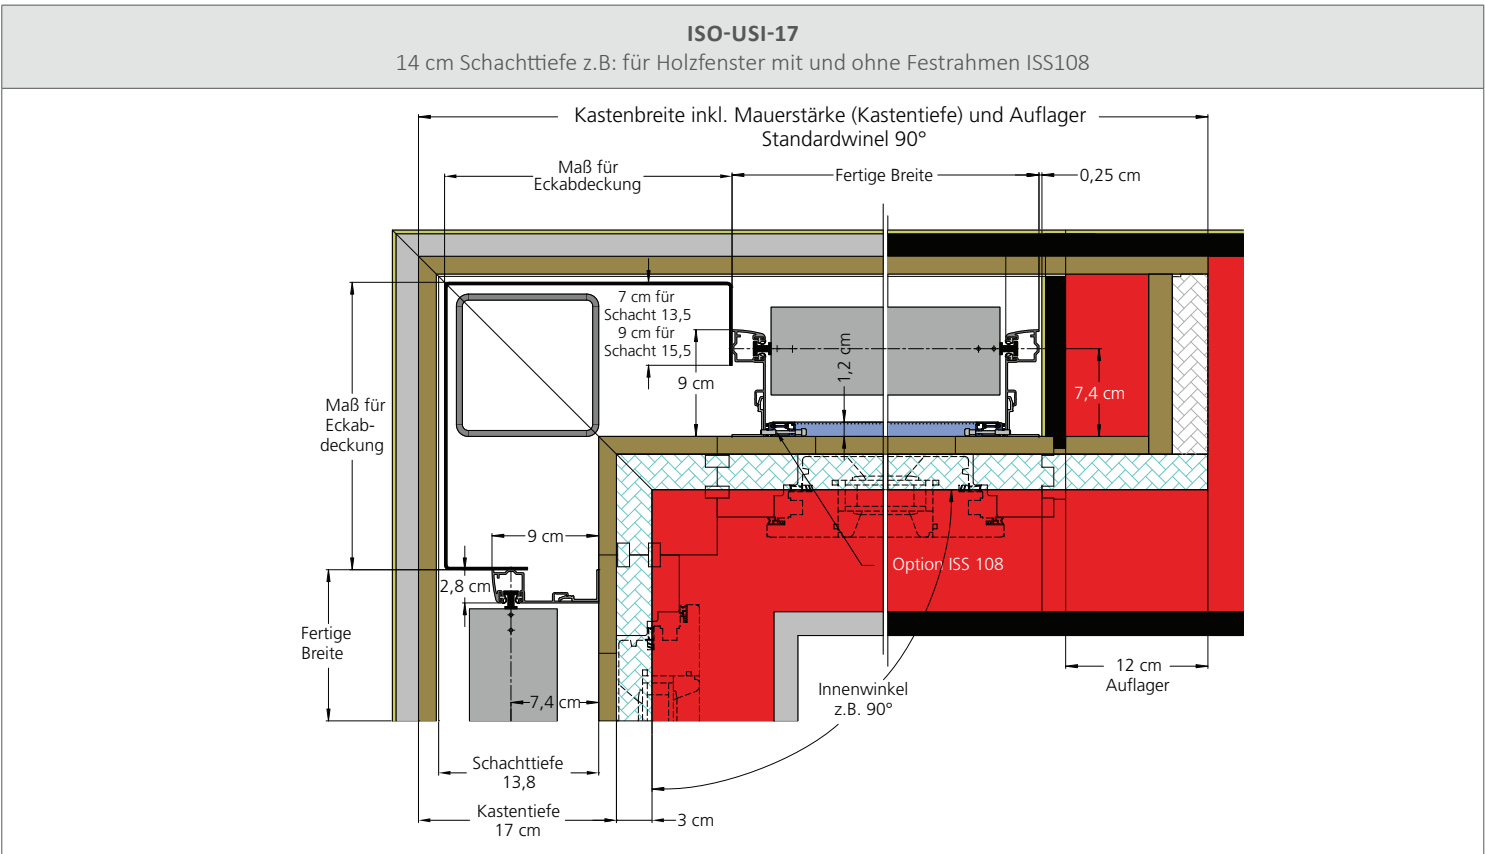 ISO-USI-17
14 cm Schachttiefe z.B: für Holzfenster mit und ohne Festrahmen ISS108
Kastenbreite inkl. Mauerstärke (Kastentiefe) und Auflager
Standardwinel 90°
Maß für
Eckabdeckung
Fertige Breite
0,25 cm
7 cm für
Schacht 13,5
9 cm für
Schacht 15,5
9 cm
1,2 cm
7,4 cm
Maß für
Eckab-
deckung
9 cm
2,8 cm
Option ISS 108
Fertige
Breite
7,4 cm
Innenwinkel
z.B. 90°
12 cm
Auflager
Schachttiefe
13,8
Kastentiefe
17 cm
3 cm